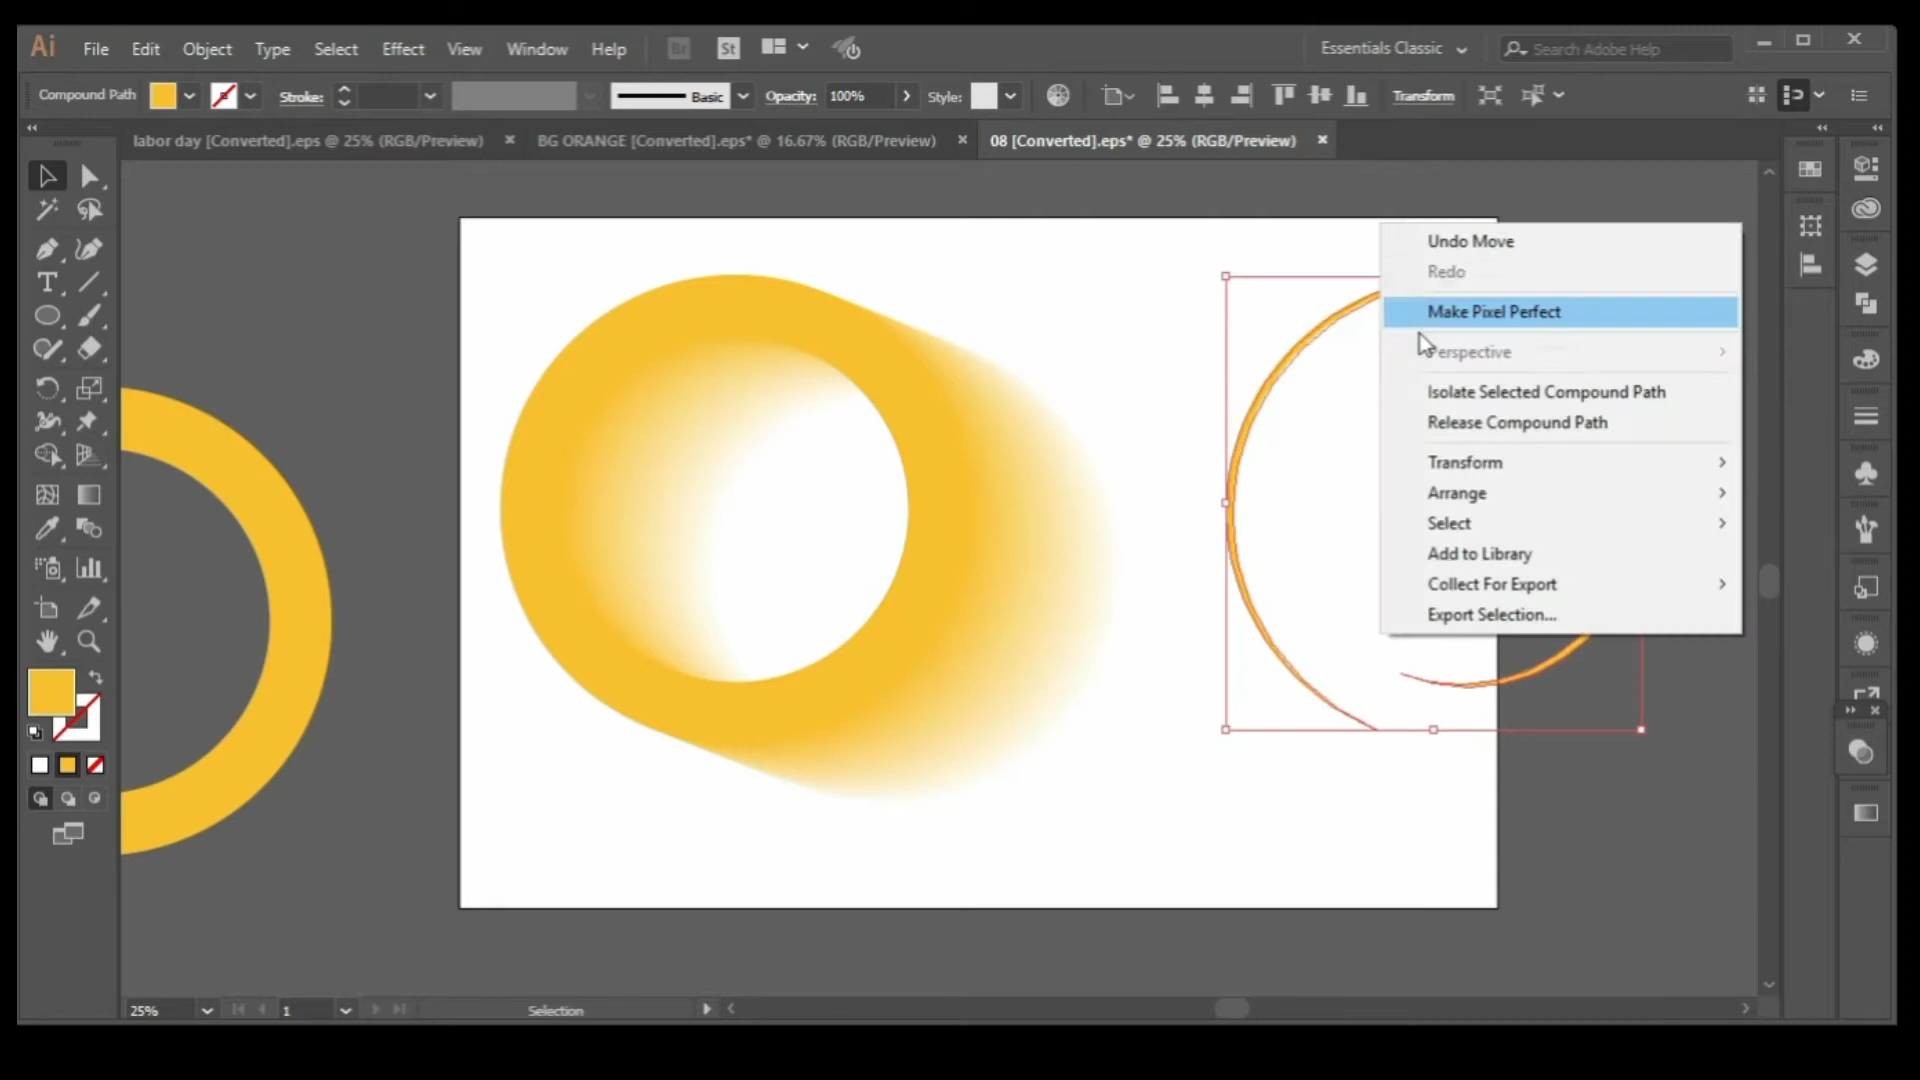 Ai File Edit Object Type Select Effect View Window Help Br St Essentials Classic Search Adobe Help
Compound Path Stroke: Basic Opacity: 100% Style: Transform
labor day [Converted].eps @ 25% (RGB/Preview) BG ORANGE [Converted].eps* @ 16.67% (RGB/Preview) 08 [Converted].eps* @ 25% (RGB/Preview)
Undo Move
Redo
Make Pixel Perfect
Perspective
Isolate Selected Compound Path
Release Compound Path
Transform
Arrange
Select
Add to Library
Collect For Export
Export Selection...
25% 1 Selection